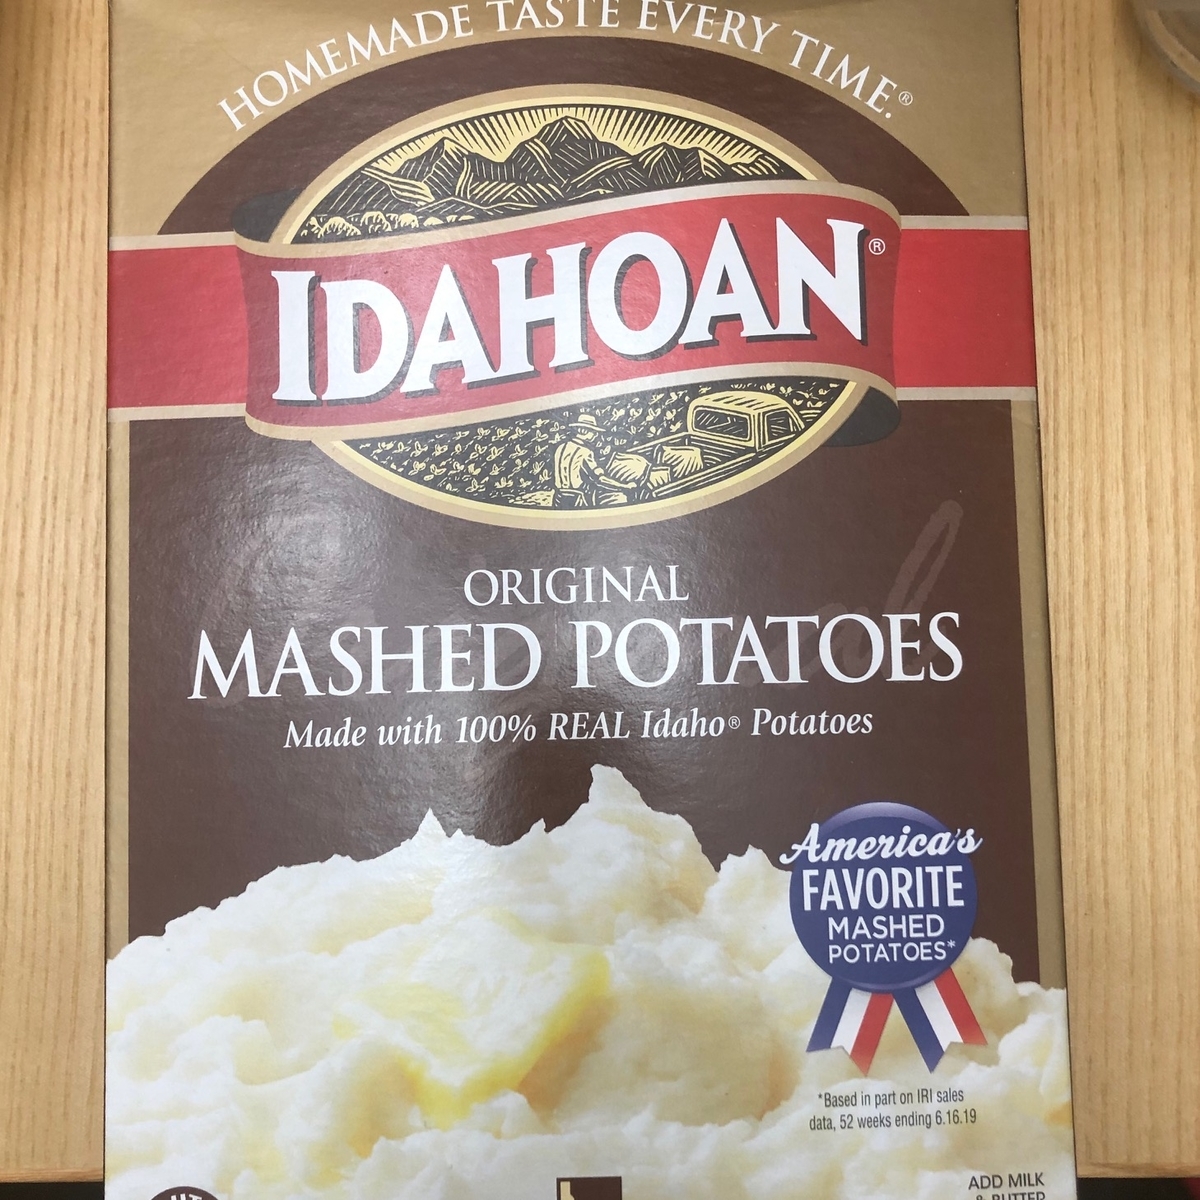 HOMEMADE TASTE EVERY TIME.®
IDAHOAN®
ORIGINAL
MASHED POTATOES
Made with 100% REAL Idaho® Potatoes
America's
FAVORITE
MASHED
POTATOES*
*Based in part on IRI sales
data, 52 weeks ending 6.16.19
ADD MILK
& BUTTER